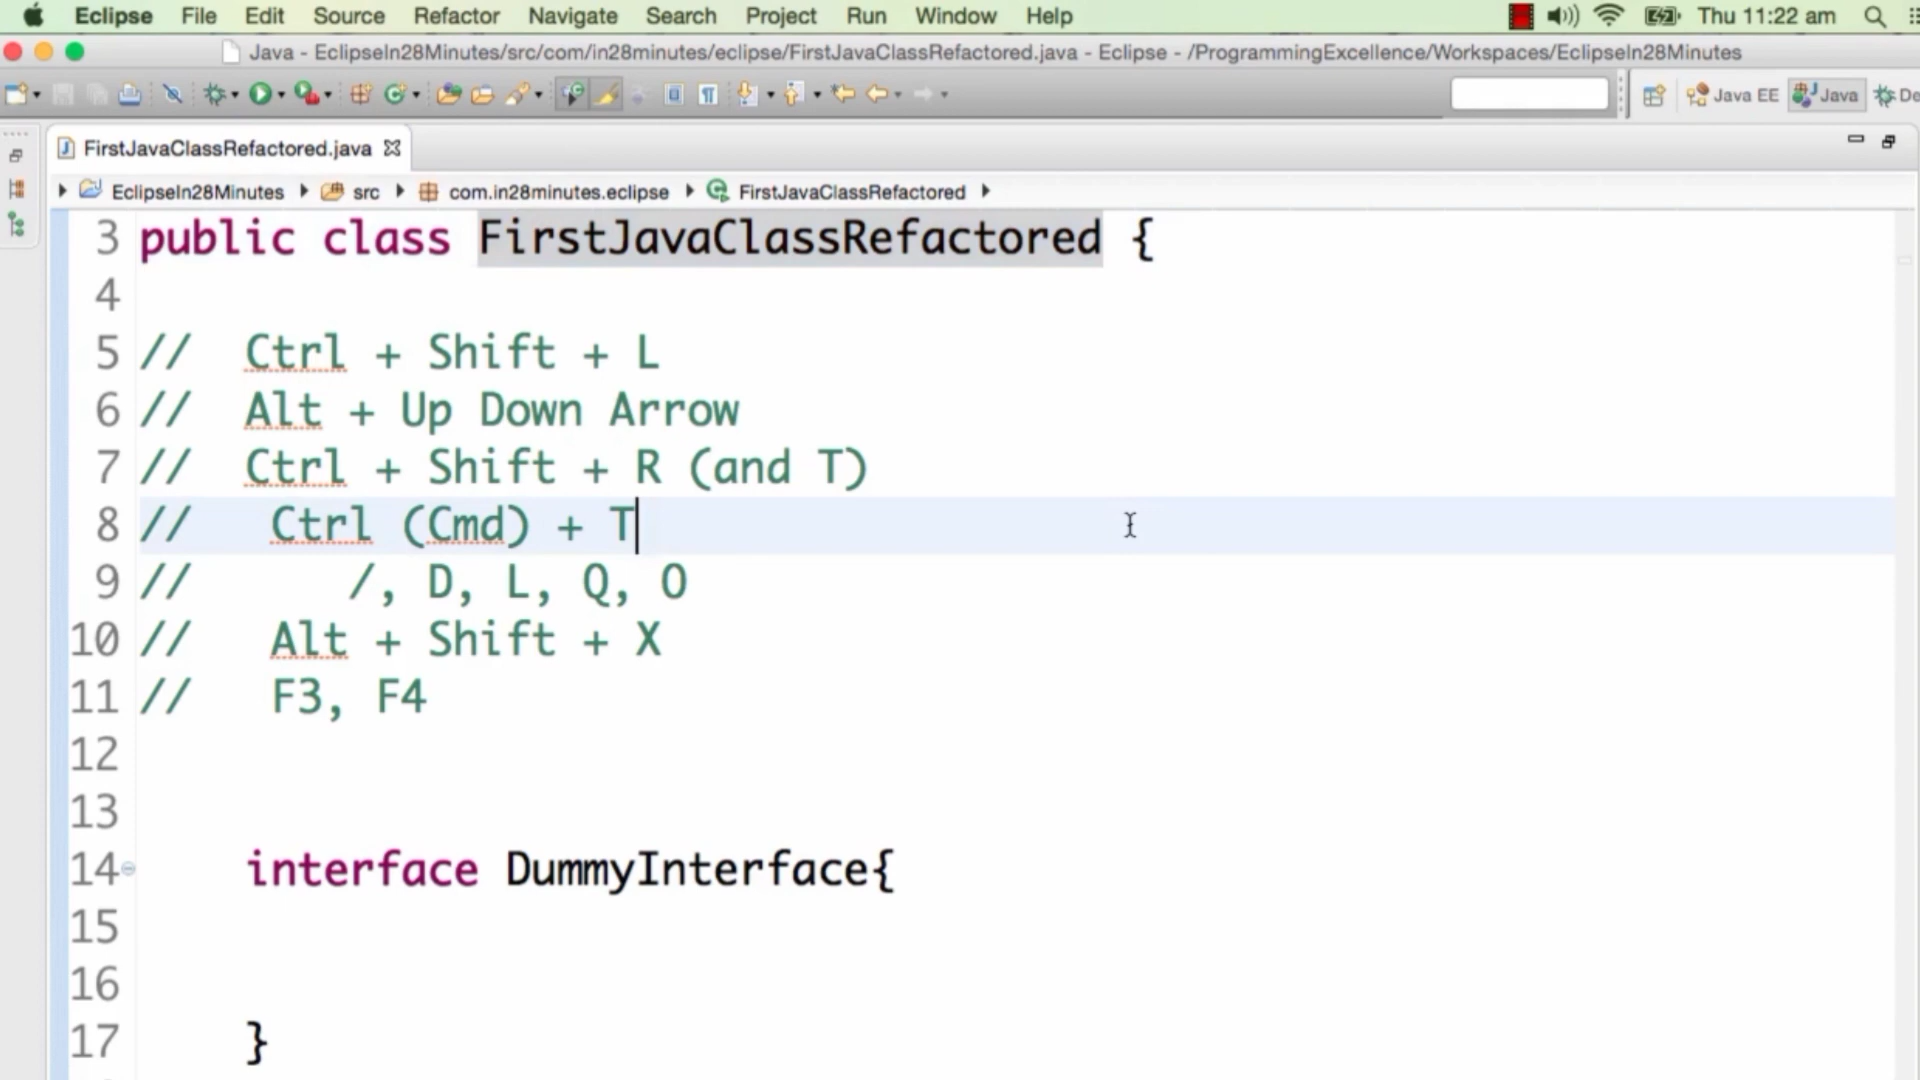 Eclipse File Edit Source Refactor Navigate Search Project Run Window Help Thu 11:22 am
Java - EclipseIn28Minutes/src/com/in28minutes/eclipse/FirstJavaClassRefactored.java - Eclipse - /ProgrammingExcellence/Workspaces/EclipseIn28Minutes
Java EE Java De
FirstJavaClassRefactored.java
EclipseIn28Minutes src com.in28minutes.eclipse FirstJavaClassRefactored
3 public class FirstJavaClassRefactored {
4
5 // Ctrl + Shift + L
6 // Alt + Up Down Arrow
7 // Ctrl + Shift + R (and T)
8 // Ctrl (Cmd) + T
9 // /, D, L, Q, O
10 // Alt + Shift + X
11 // F3, F4
12
13
14 interface DummyInterface{
15
16
17 }